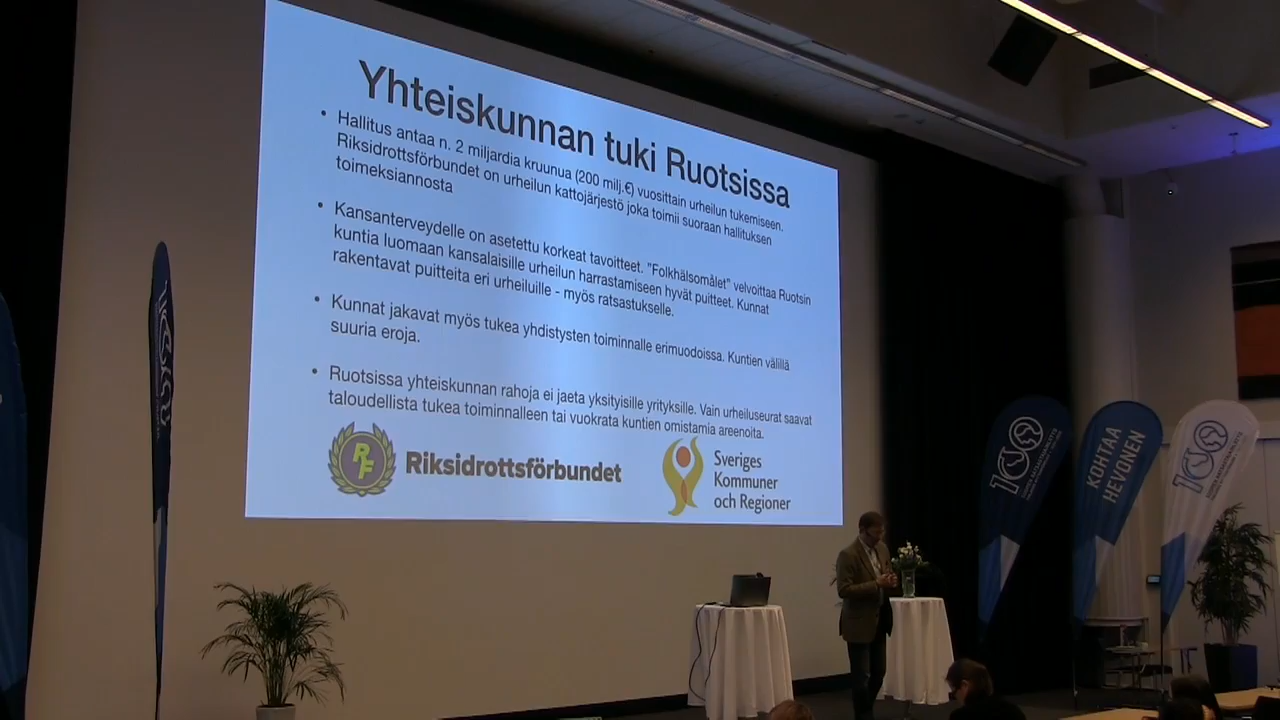 Yhteiskunnan tuki Ruotsissa
• Hallitus antaa n. 2 miljardia kruunua (200 milj.€) vuosittain urheilun tukemiseen.
Riksidrottsförbundet on urheilun kattojärjestö joka toimii suoraan hallituksen
toimeksiannosta
• Kansanterveydelle on asetettu korkeat tavoitteet. ”Folkhälsomålet” velvoittaa Ruotsin
kuntia luomaan kansalaisille urheilun harrastamiseen hyvät puitteet. Kunnat
rakentavat puitteita eri urheiluille - myös ratsastukselle.
• Kunnat jakavat myös tukea yhdistysten toiminnalle erimuodoissa. Kuntien välillä
suuria eroja.
• Ruotsissa yhteiskunnan rahoja ei jaeta yksityisille yrityksille. Vain urheiluseurat saavat
taloudellista tukea toiminnalleen tai vuokrata kuntien omistamia areenoita.
RF
Riksidrottsförbundet
Sveriges
Kommuner
och Regioner
100
KOHTAA
HEVONEN
100